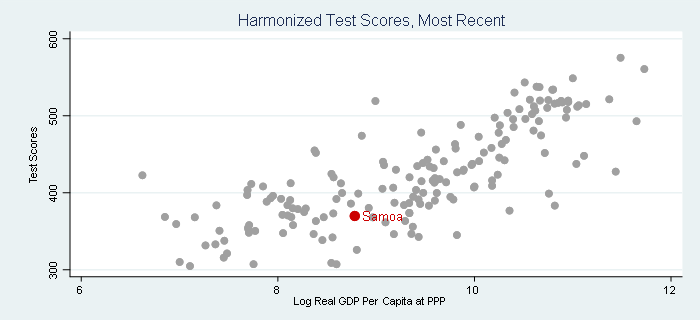 Harmonized Test Scores, Most Recent
600
500
400
300
Test Scores
Samoa
6
8
10
12
Log Real GDP Per Capita at PPP